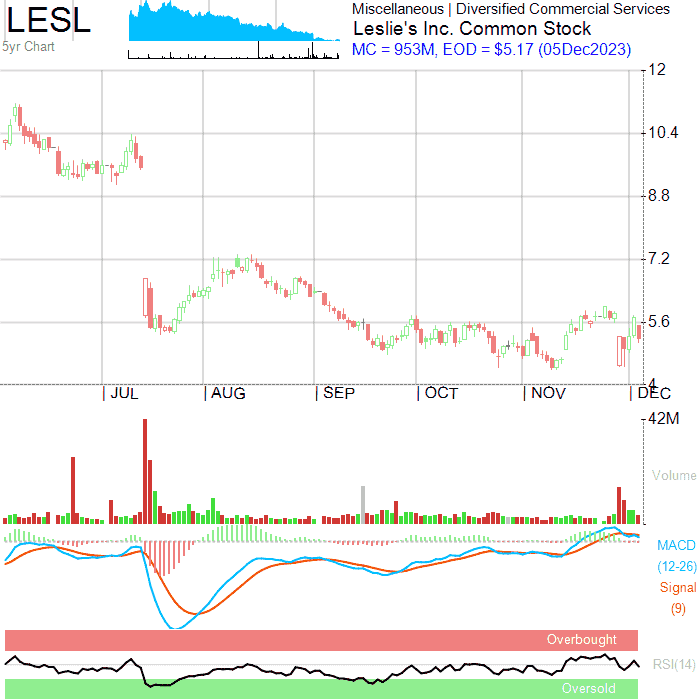 LESL
5yr Chart
Miscellaneous | Diversified Commercial Services
Leslie's Inc. Common Stock
MC = 953M, EOD = $5.17 (05Dec2023)
12
10.4
8.8
7.2
5.6
4
JUL AUG SEP OCT NOV DEC
42M
Volume
MACD
(12-26)
Signal
(9)
Overbought
RSI(14)
Oversold